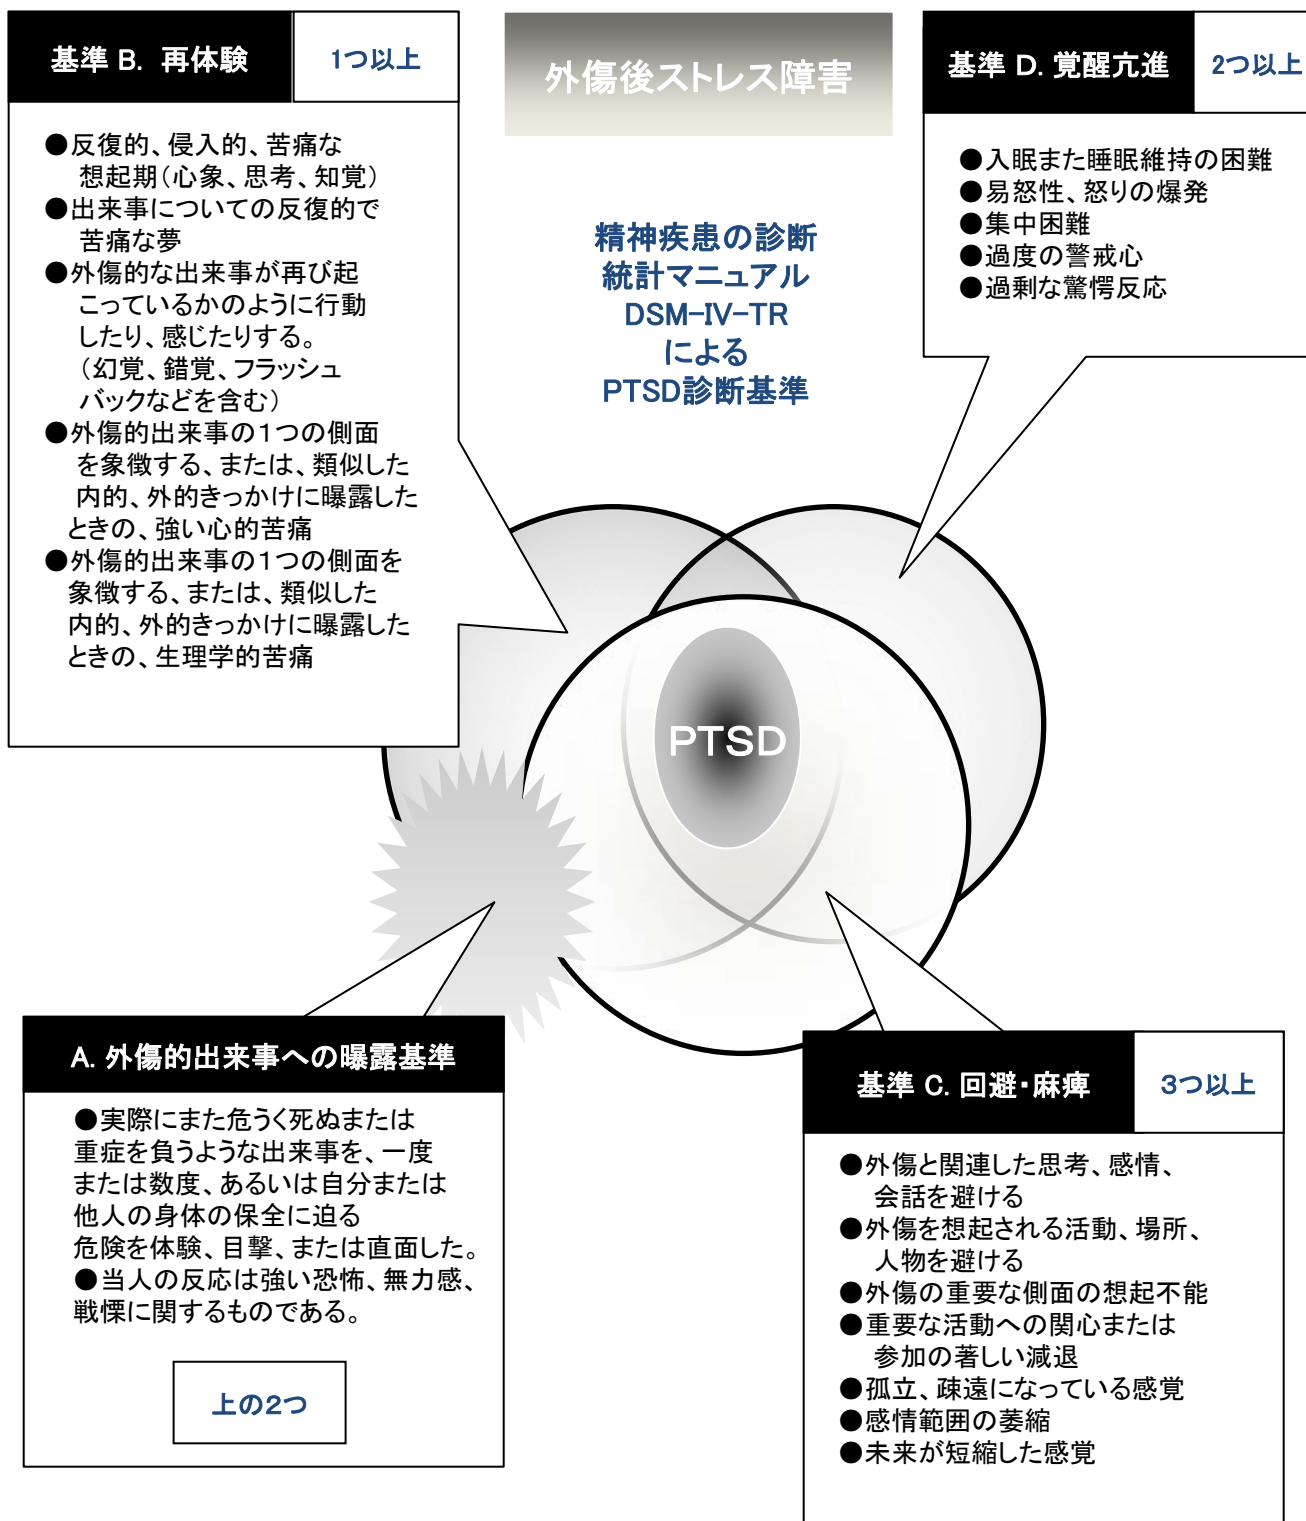 外傷後ストレス障害
精神疾患の診断
統計マニュアル
DSM-IV-TR
による
PTSD診断基準
基準 B. 再体験
1つ以上
●反復的、侵入的、苦痛な
想起期(心象、思考、知覚)
●出来事についての反復的で
苦痛な夢
●外傷的な出来事が再び起
こっているかのように行動
したり、感じたりする。
(幻覚、錯覚、フラッシュ
バックなどを含む)
●外傷的出来事の1つの側面
を象徴する、または、類似した
内的、外的きっかけに曝露した
ときの、強い心的苦痛
●外傷的出来事の1つの側面を
象徴する、または、類似した
内的、外的きっかけに曝露した
ときの、生理学的苦痛
基準 D. 覚醒亢進
2つ以上
●入眠また睡眠維持の困難
●易怒性、怒りの爆発
●集中困難
●過度の警戒心
●過剰な驚愕反応
PTSD
A. 外傷的出来事への曝露基準
●実際にまた危うく死ぬまたは
重症を負うような出来事を、一度
または数度、あるいは自分または
他人の身体の保全に迫る
危険を体験、目撃、または直面した。
●当人の反応は強い恐怖、無力感、
戦慄に関するものである。
上の2つ
基準 C. 回避・麻痺
3つ以上
●外傷と関連した思考、感情、
会話を避ける
●外傷を想起される活動、場所、
人物を避ける
●外傷の重要な側面の想起不能
●重要な活動への関心または
参加の著しい減退
●孤立、疎遠になっている感覚
●感情範囲の萎縮
●未来が短縮した感覚